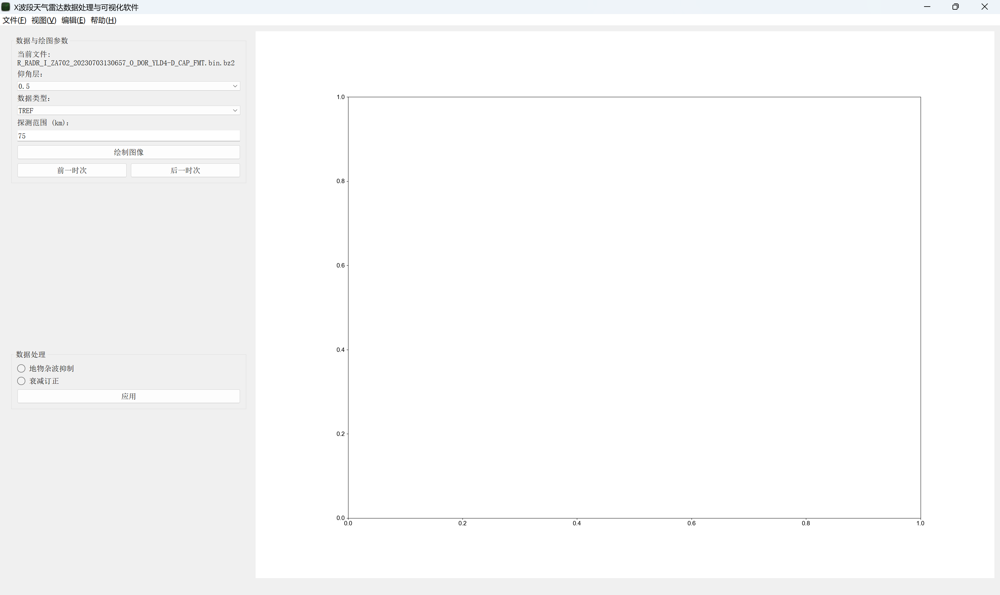 X波段天气雷达数据处理与可视化软件
文件(F) 视图(V) 编辑(E) 帮助(H)
数据与绘图参数
当前文件:
R_RADR_I_ZA702_20230703130657_O_DOR_YLD4-D_CAP_FMT.bin.bz2
仰角层:
0.5
数据类型:
TREF
探测范围 (km):
75
绘制图像
前一时次 后一时次
数据处理
地物杂波抑制
衰减订正
应用
1.0
0.8
0.6
0.4
0.2
0.0
0.0 0.2 0.4 0.6 0.8 1.0